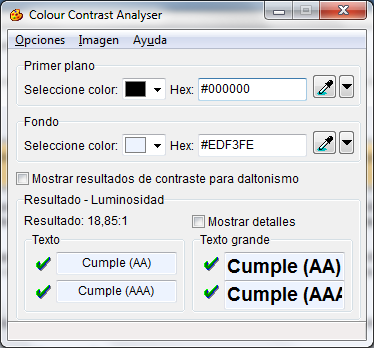 Colour Contrast Analyser
Opciones Imagen Ayuda
Primer plano
Seleccione color: Hex: #000000
Fondo
Seleccione color: Hex: #EDF3FE
Mostrar resultados de contraste para daltonismo
Resultado - Luminosidad
Resultado: 18,85:1 Mostrar detalles
Texto Texto grande
Cumple (AA) Cumple (AA)
Cumple (AAA) Cumple (AAA